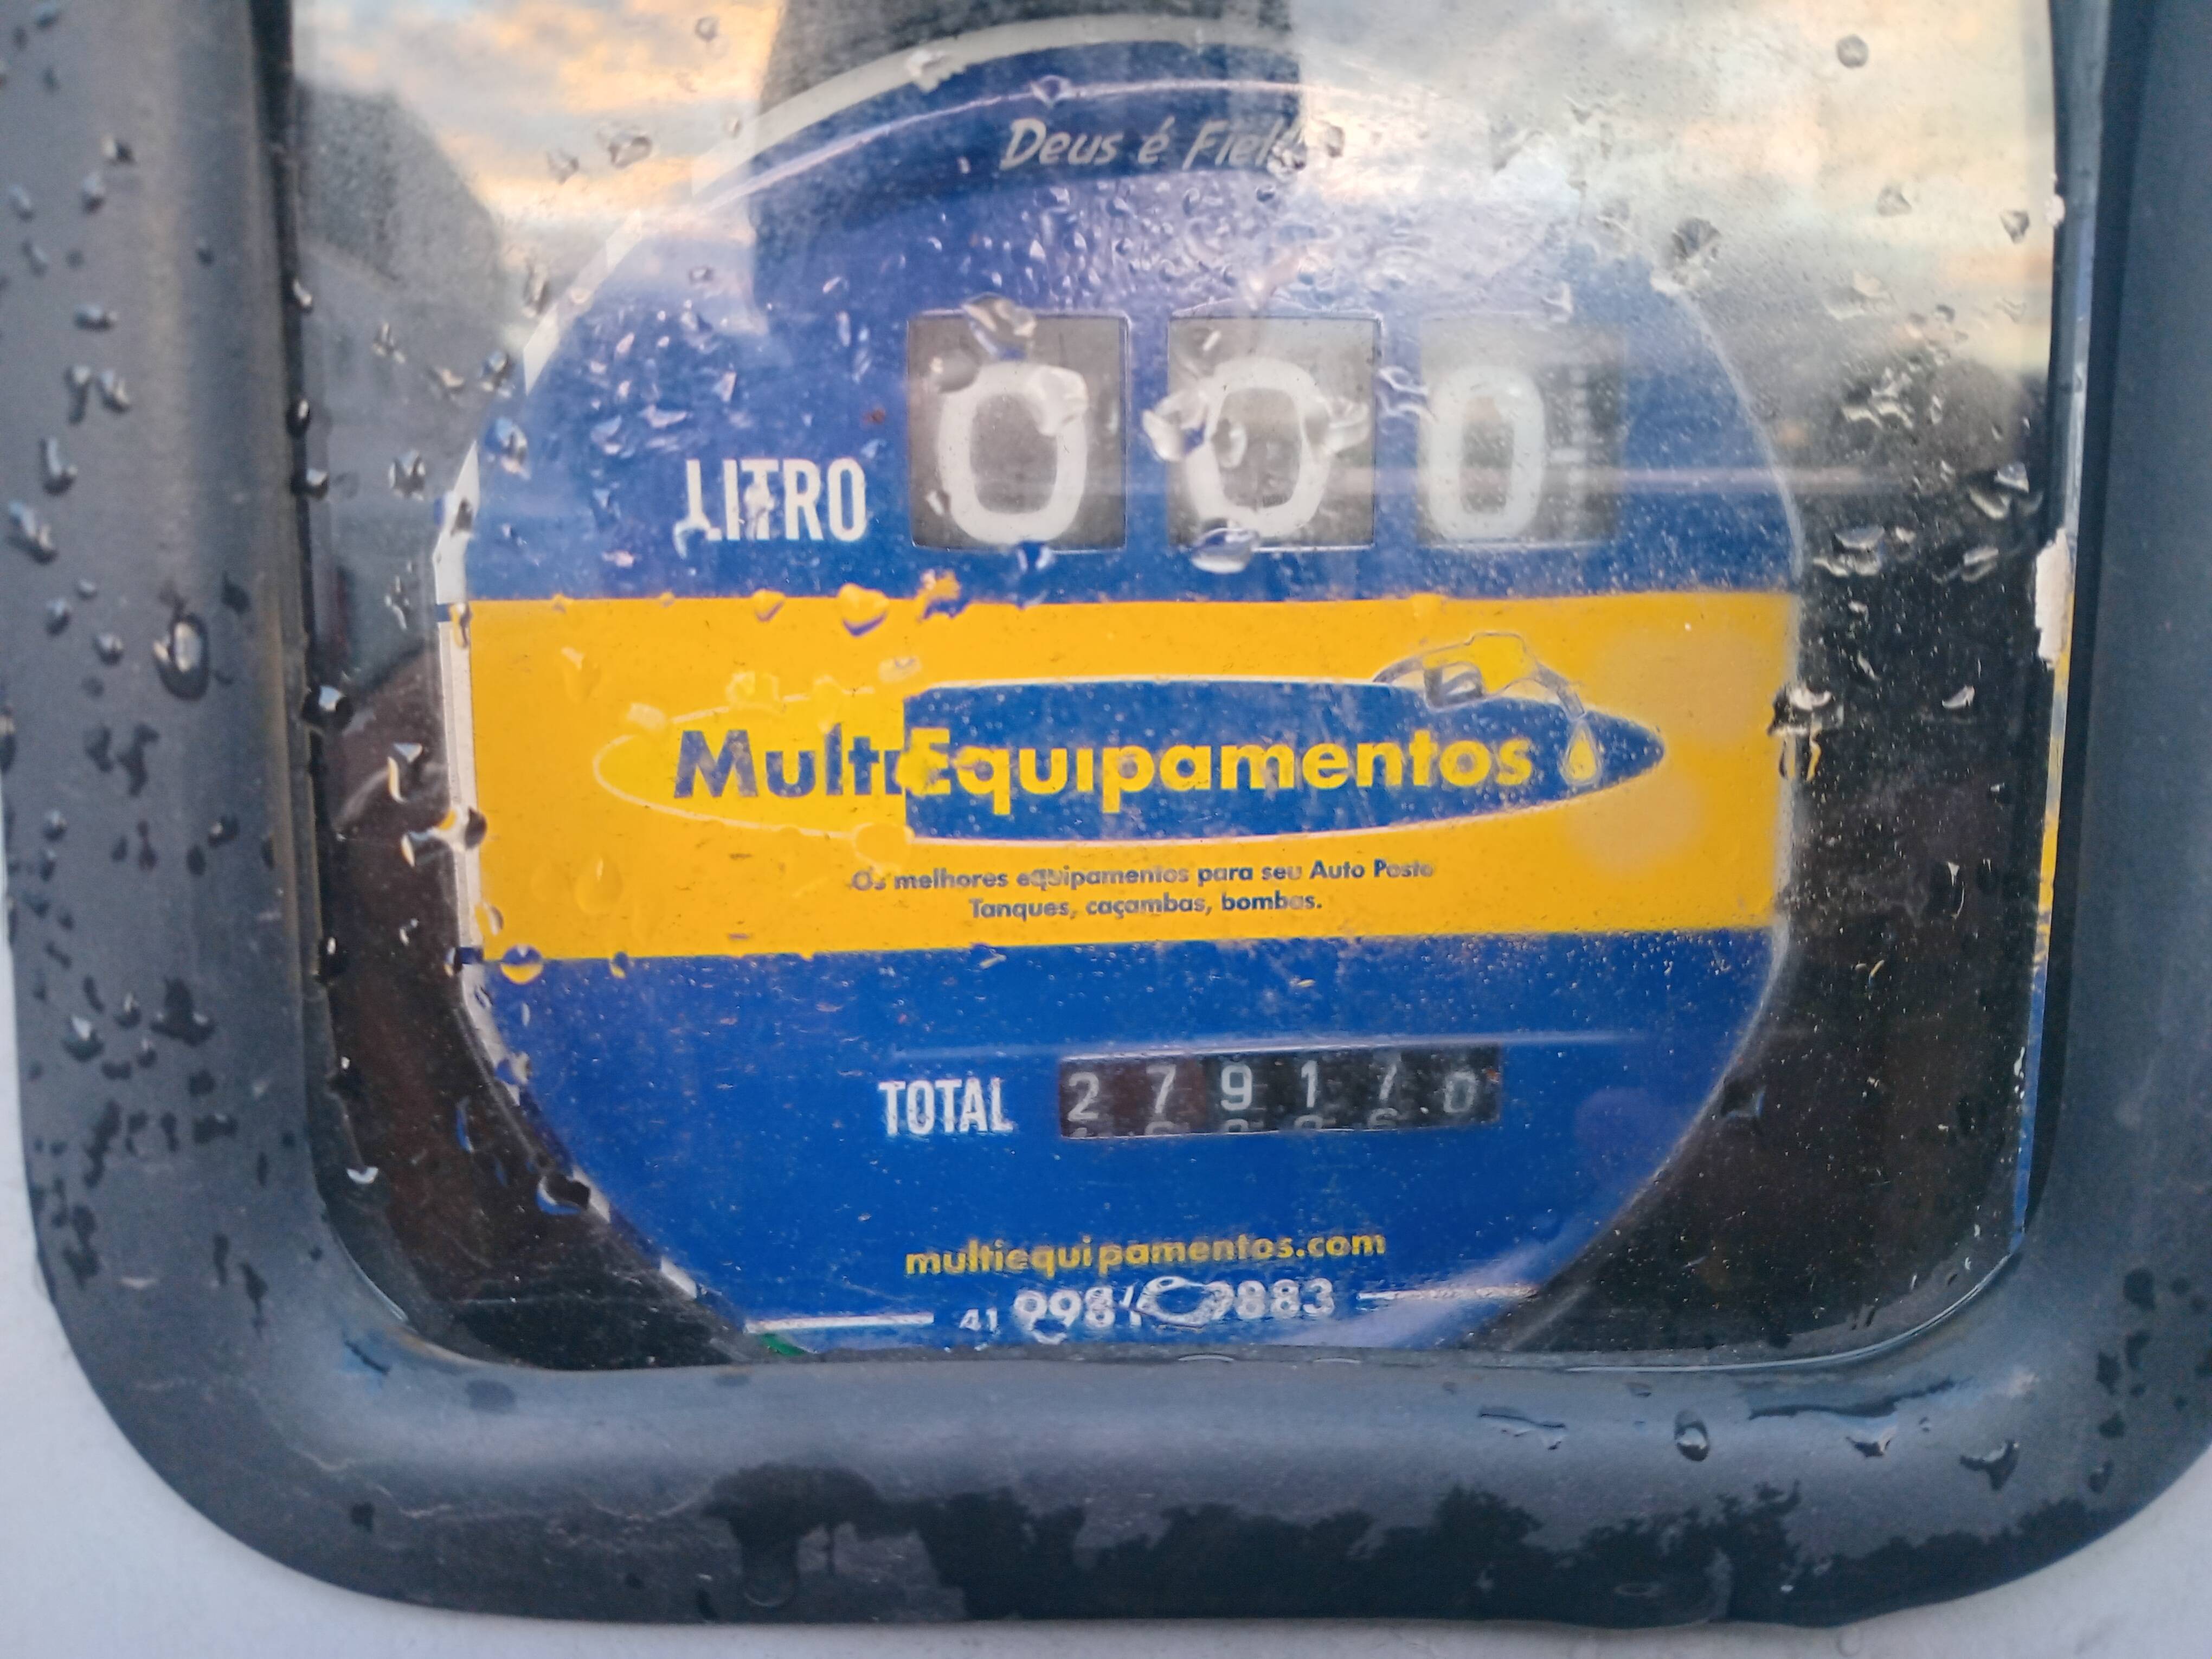 Deus é Fiel!
LITRO 0 0 0
MultiEquipamentos
Os melhores equipamentos para seu Auto Posto
Tanques, caçambas, bombas.
TOTAL 2 7 9 1 7 0
multiequipamentos.com
41